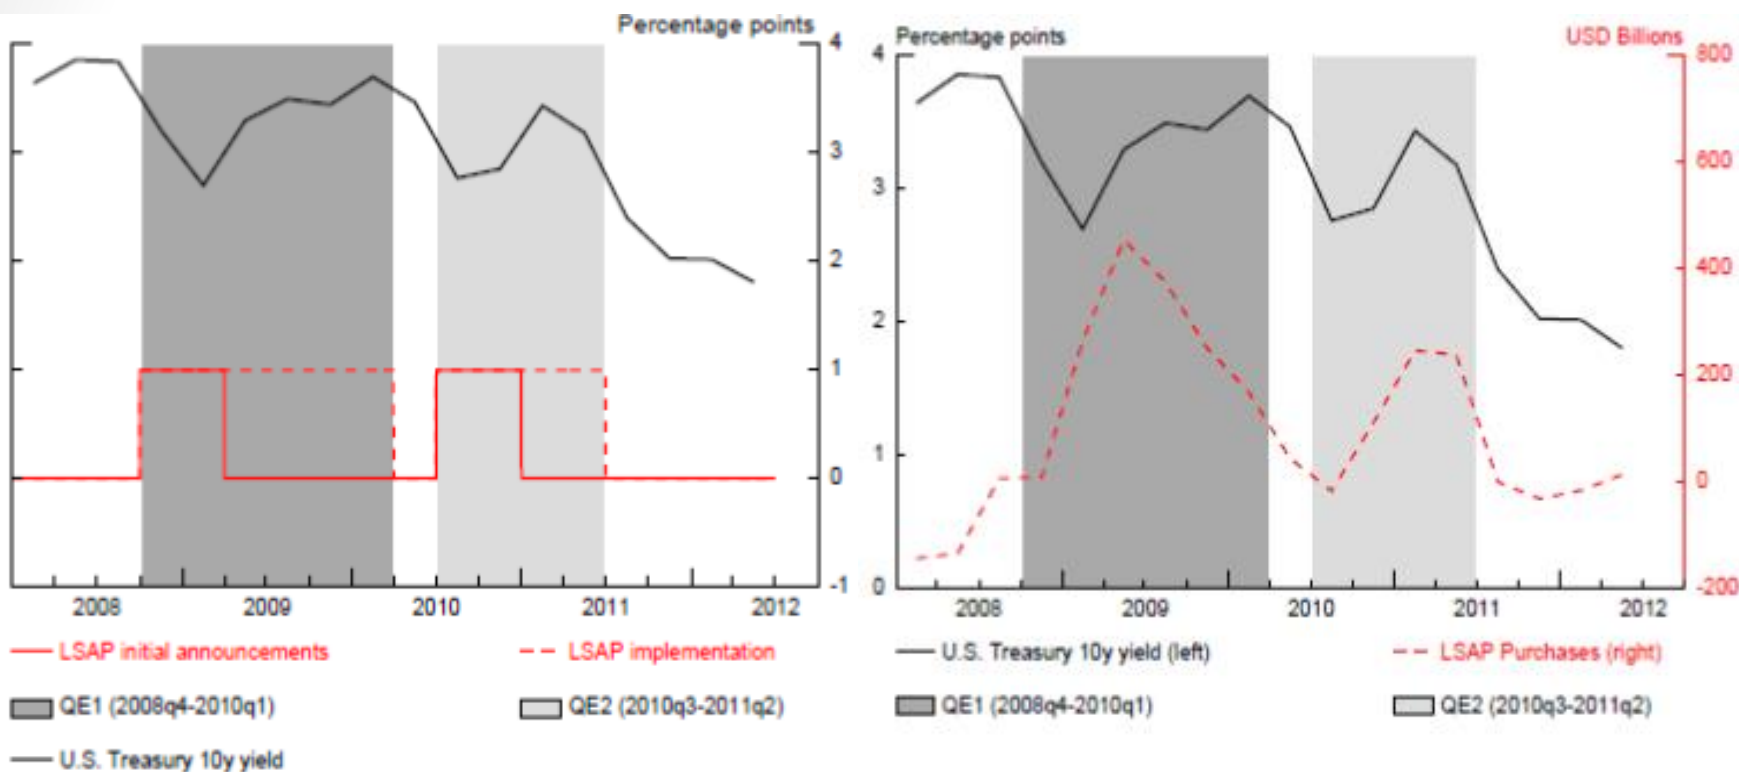 Percentage points
4
3
2
1
0
-1
2008 2009 2010 2011 2012
LSAP initial announcements LSAP implementation
QE1 (2008q4-2010q1) QE2 (2010q3-2011q2)
U.S. Treasury 10y yield
Percentage points USD Billions
4 800
600
3
400
2
200
1
0
0 -200
2008 2009 2010 2011 2012
U.S. Treasury 10y yield (left) LSAP Purchases (right)
QE1 (2008q4-2010q1) QE2 (2010q3-2011q2)